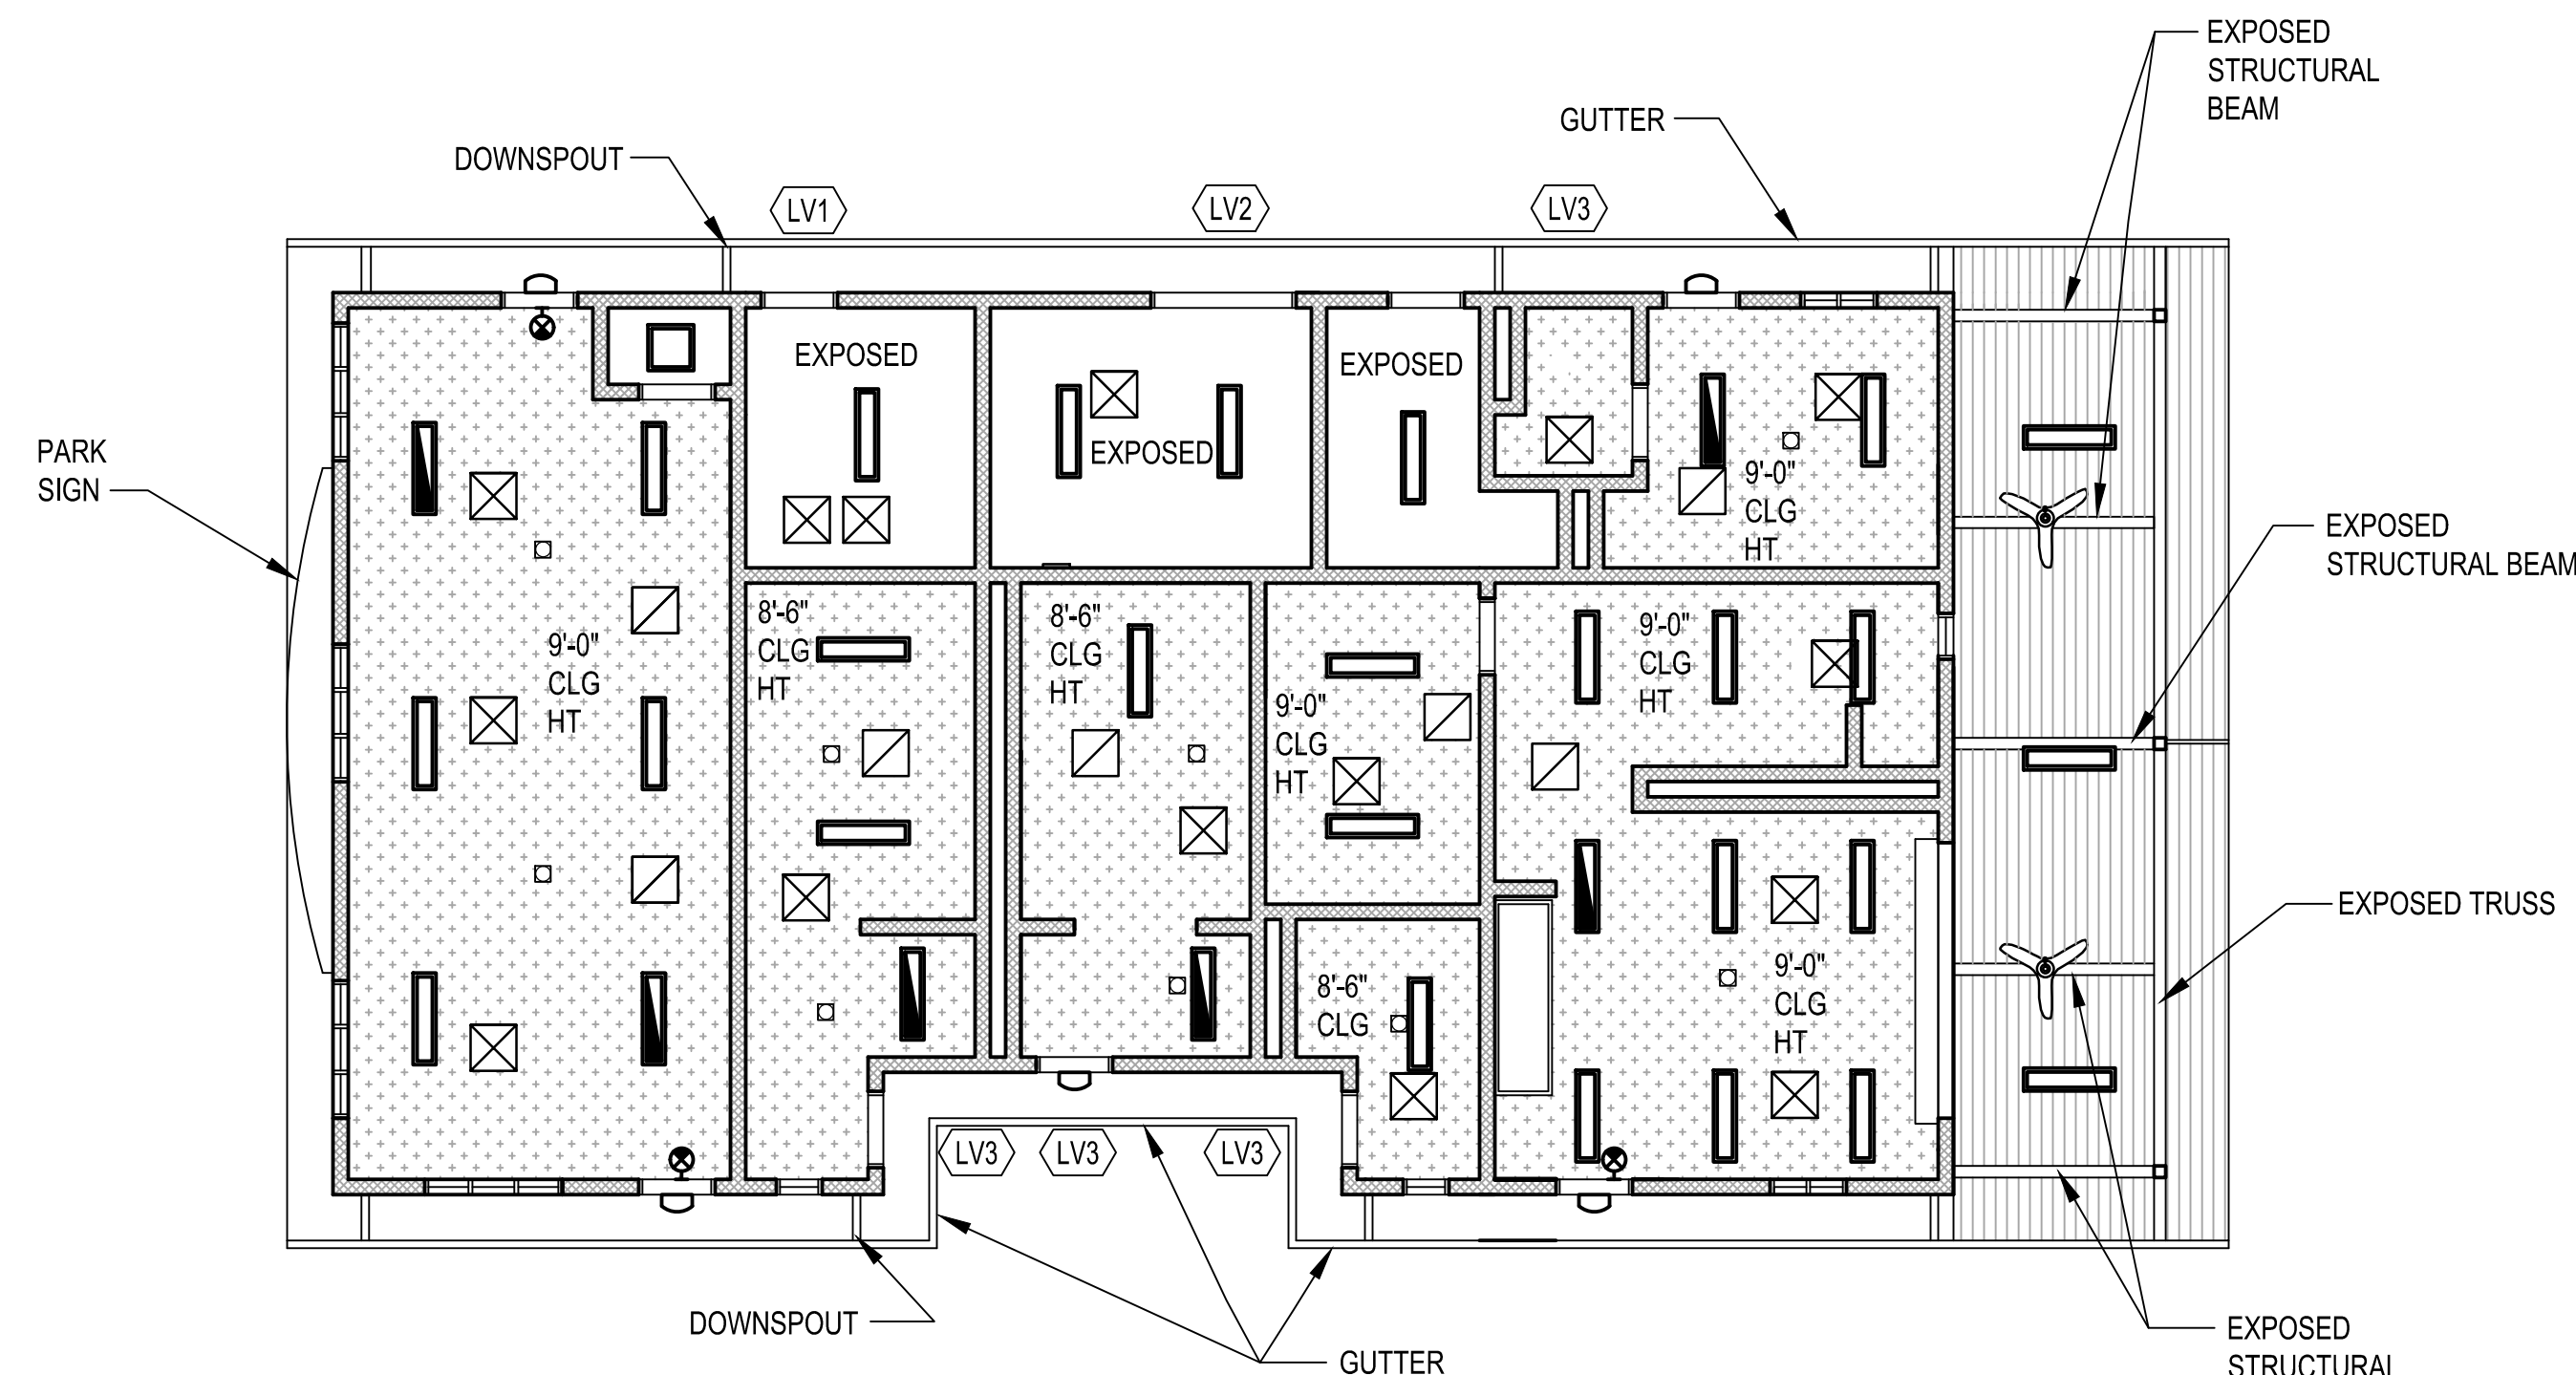 EXPOSED
STRUCTURAL
BEAM
GUTTER
DOWNSPOUT
LV1
LV2
LV3
EXPOSED
EXPOSED
EXPOSED
PARK
SIGN
9'-0"
CLG
HT
EXPOSED
STRUCTURAL BEAM
8'-6"
CLG
HT
8'-6"
CLG
HT
9'-0"
CLG
HT
9'-0"
CLG
HT
9'-0"
CLG
HT
EXPOSED TRUSS
8'-6"
CLG
9'-0"
CLG
HT
LV3
LV3
LV3
DOWNSPOUT
GUTTER
EXPOSED
STRUCTURAL